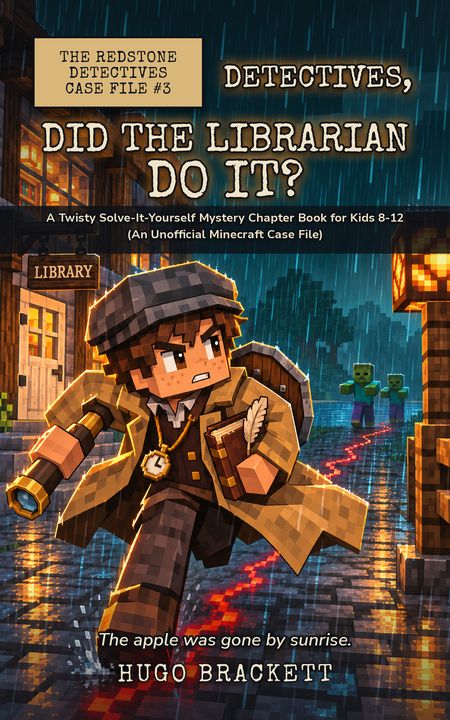 THE REDSTONE
DETECTIVES
CASE FILE #3
DETECTIVES,
DID THE LIBRARIAN
DO IT?
A Twisty Solve-It-Yourself Mystery Chapter Book for Kids 8-12
(An Unofficial Minecraft Case File)
LIBRARY
The apple was gone by sunrise.
HUGO BRACKETT